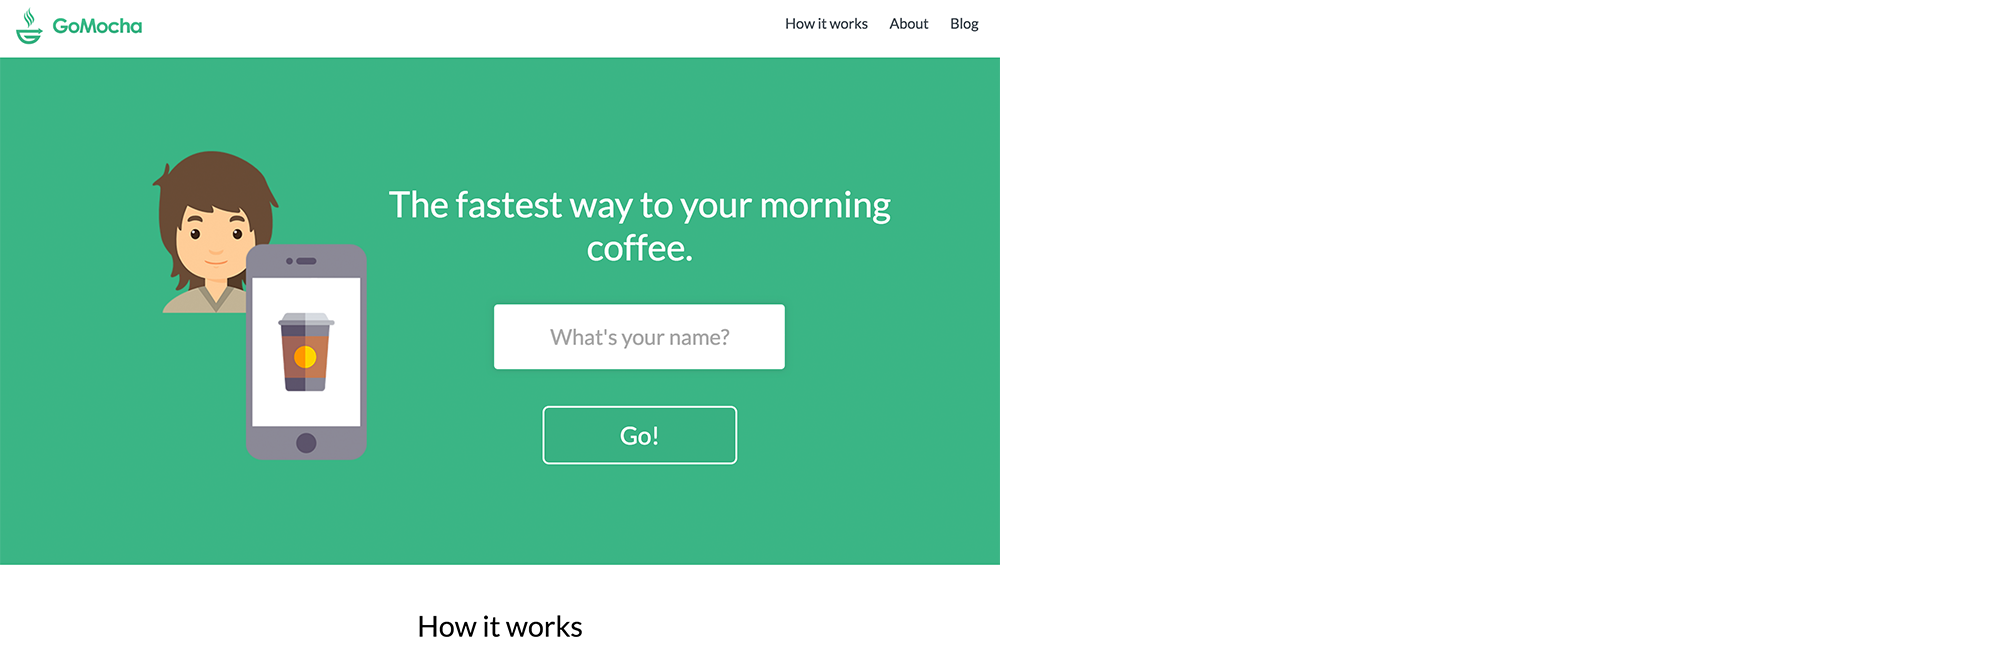 GoMocha
How it works
About
Blog
The fastest way to your morning
coffee.
What's your name?
Go!
How it works